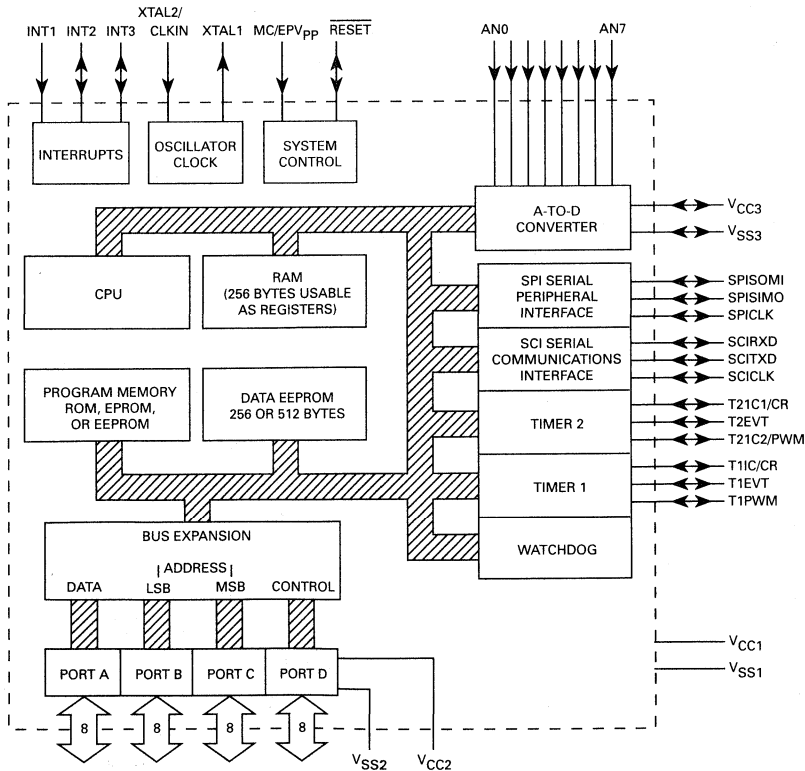 XTAL2/
INT1 INT2 INT3 CLKIN XTAL1 MC/EPVPP RESET AN0 AN7
INTERRUPTS
OSCILLATOR
CLOCK
SYSTEM
CONTROL
A-TO-D
CONVERTER
VCC3
VSS3
CPU
RAM
(256 BYTES USABLE
AS REGISTERS)
SPI SERIAL
PERIPHERAL
INTERFACE
SPISOMI
SPISIMO
SPICLK
SCI SERIAL
COMMUNICATIONS
INTERFACE
SCIRXD
SCITXD
SCICLK
PROGRAM MEMORY
ROM, EPROM,
OR EEPROM
DATA EEPROM
256 OR 512 BYTES
TIMER 2
T21C1/CR
T2EVT
T21C2/PWM
TIMER 1
T1IC/CR
T1EVT
T1PWM
WATCHDOG
BUS EXPANSION
ADDRESS
DATA LSB MSB CONTROL
PORT A PORT B PORT C PORT D
8 8 8 8
VSS2
VCC2
VCC1
VSS1